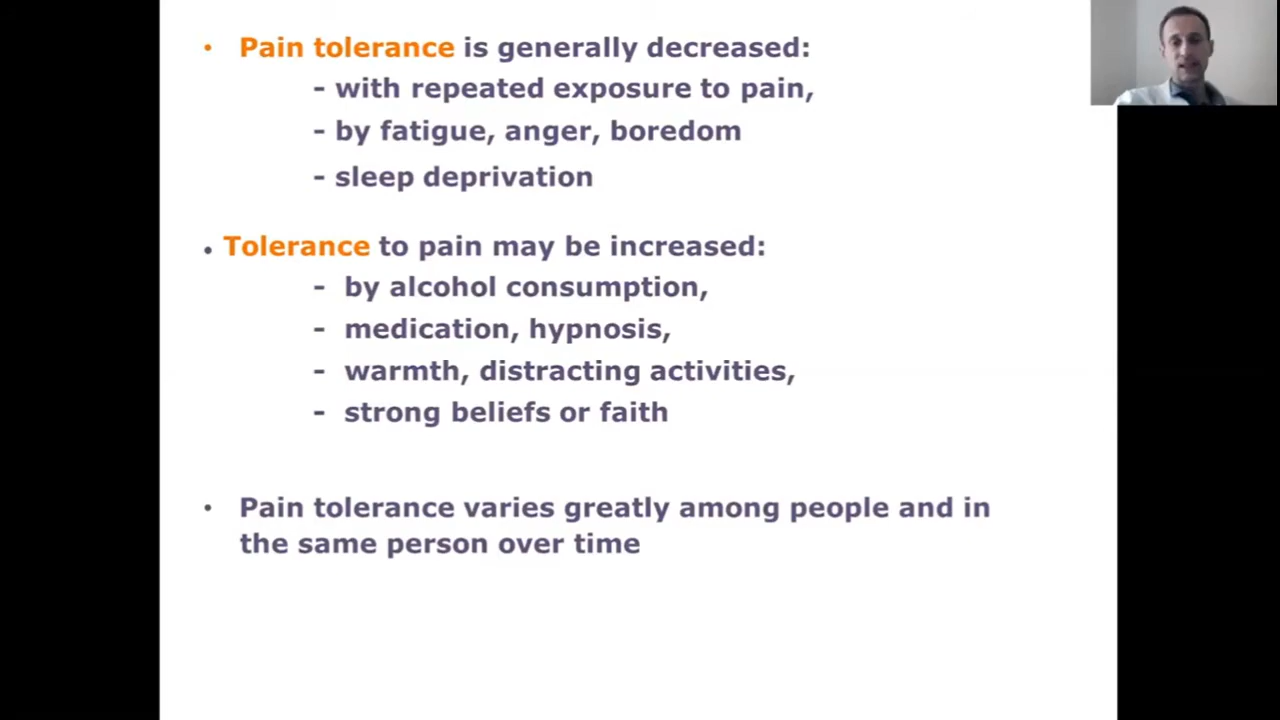 • Pain tolerance is generally decreased:
- with repeated exposure to pain,
- by fatigue, anger, boredom
- sleep deprivation
• Tolerance to pain may be increased:
- by alcohol consumption,
- medication, hypnosis,
- warmth, distracting activities,
- strong beliefs or faith
• Pain tolerance varies greatly among people and in
the same person over time